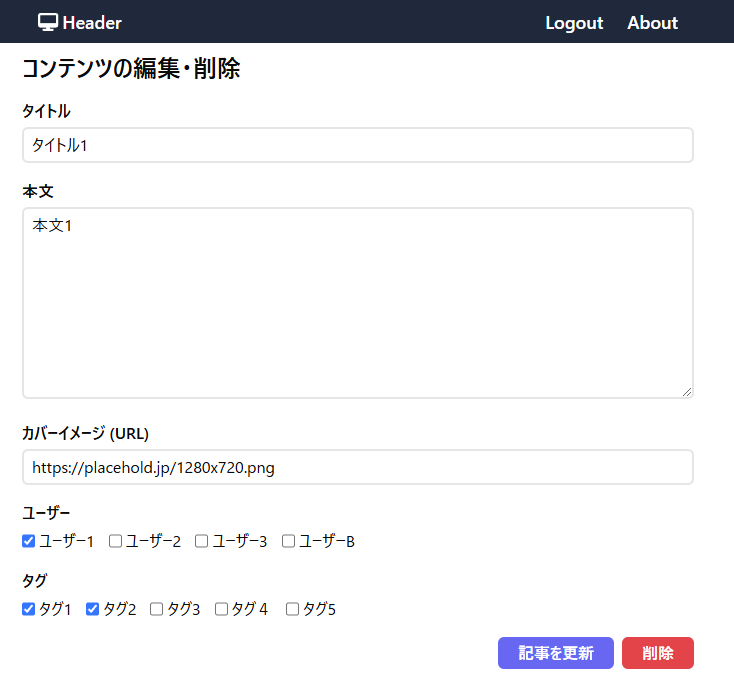 Header Logout About
コンテンツの編集・削除
タイトル
タイトル1
本文
本文1
カバーイメージ (URL)
https://placehold.jp/1280x720.png
ユーザー
ユーザー1 ユーザー2 ユーザー3 ユーザーB
タグ
タグ1 タグ2 タグ3 タグ４ タグ5
記事を更新 削除